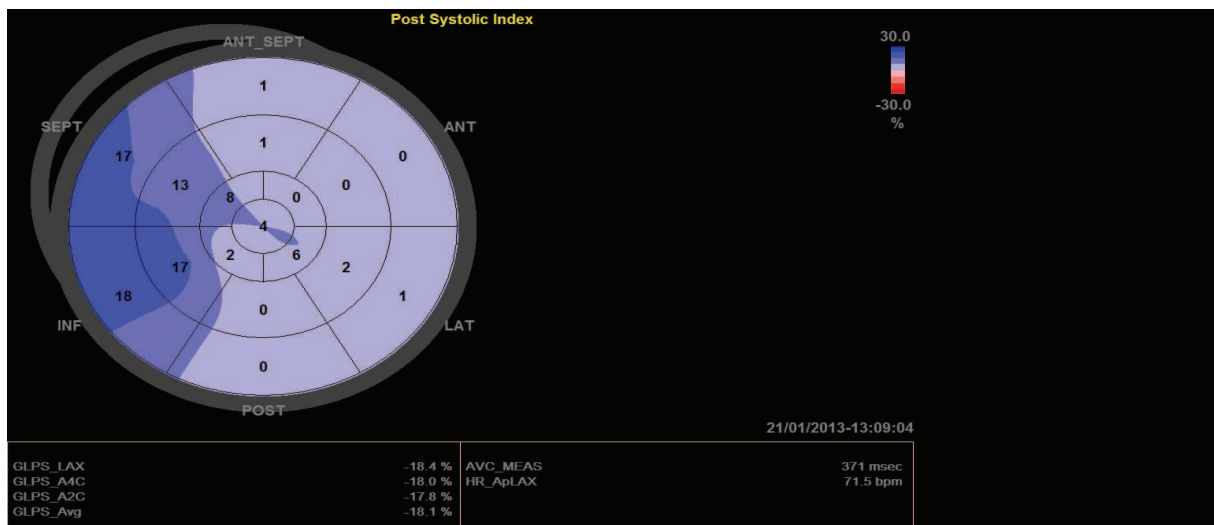 Post Systolic Index
ANT_SEPT
30.0
-30.0
%
1
SEPT
ANT
1
17
0
13
0
8
0
4
2
6
17
2
18
1
0
INF
LAT
0
POST
21/01/2013-13:09:04
GLPS_LAX -18.4 % AVC_MEAS 371 msec
GLPS_A4C -18.0 % HR_ApLAX 71.5 bpm
GLPS_A2C -17.8 %
GLPS_Avg -18.1 %